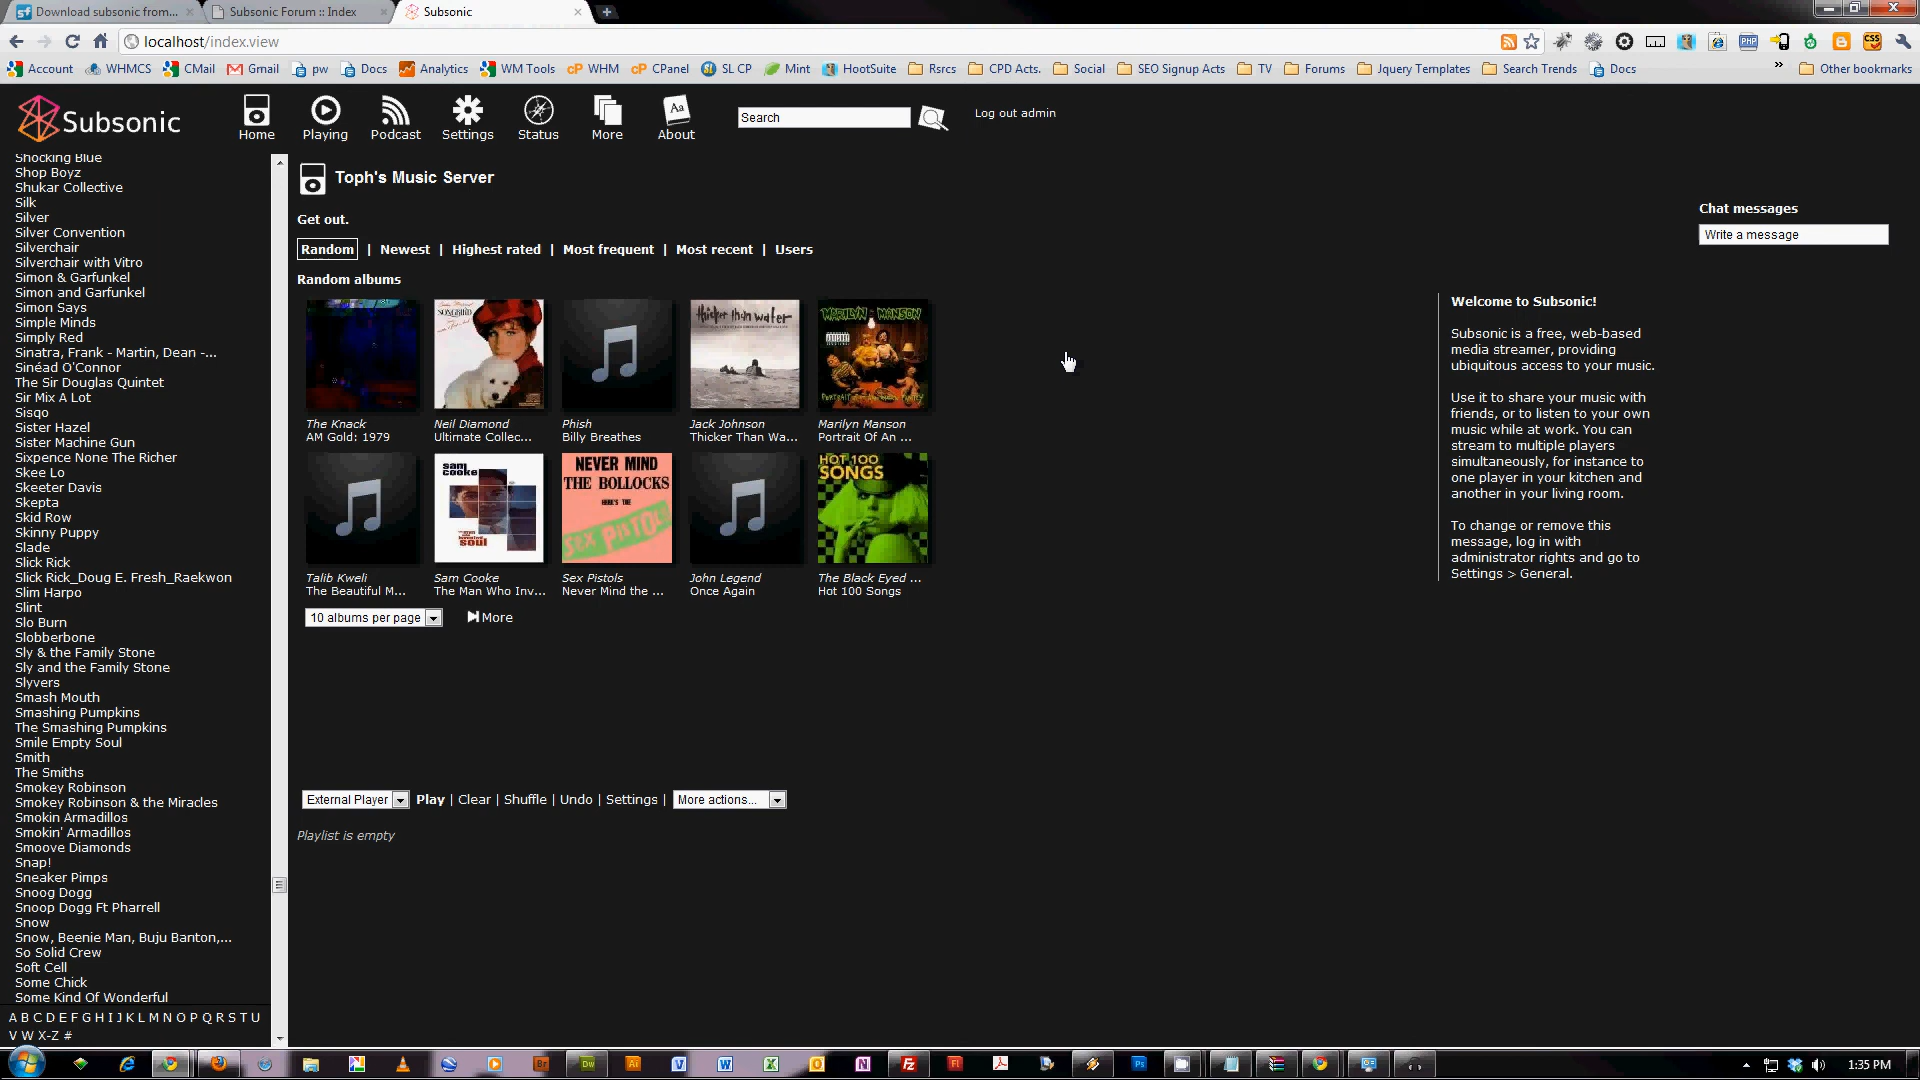 Download subsonic from...
Subsonic Forum :: Index
Subsonic
localhost/index.view
Account
WHMCS
CMail
Gmail
pw
Docs
Analytics
WM Tools
WHM
CPanel
SL CP
Mint
HootSuite
Rsrcs
CPD Acts.
Social
SEO Signup Acts
TV
Forums
Jquery Templates
Search Trends
Docs
Other bookmarks
Subsonic
Home
Playing
Podcast
Settings
Status
More
Aa
About
Search
Log out admin
Shocking Blue
Shop Boyz
Shukar Collective
Silk
Silver
Silver Convention
Silverchair
Silverchair with Vitro
Simon & Garfunkel
Simon and Garfunkel
Simon Says
Simple Minds
Simply Red
Sinatra, Frank - Martin, Dean -...
Sinéad O'Connor
The Sir Douglas Quintet
Sir Mix A Lot
Sisqo
Sister Hazel
Sister Machine Gun
Sixpence None The Richer
Skee Lo
Skeeter Davis
Skepta
Skid Row
Skinny Puppy
Slade
Slick Rick
Slick Rick_Doug E. Fresh_Raekwon
Slim Harpo
Slint
Slo Burn
Slobberbone
Sly & the Family Stone
Sly and the Family Stone
Slyvers
Smash Mouth
Smashing Pumpkins
The Smashing Pumpkins
Smile Empty Soul
Smith
The Smiths
Smokey Robinson
Smokey Robinson & the Miracles
Smokin Armadillos
Smokin' Armadillos
Smoove Diamonds
Snap!
Sneaker Pimps
Snoog Dogg
Snoop Dogg Ft Pharrell
Snow
Snow, Beenie Man, Buju Banton,...
So Solid Crew
Soft Cell
Some Chick
Some Kind Of Wonderful
A B C D E F G H I J K L M N O P Q R S T U
V W X-Z #
Toph's Music Server
Get out.
Random | Newest | Highest rated | Most frequent | Most recent | Users
Random albums
SONGBIRD
thicker than water
MARILYN MANSON
PORTRAIT OF AN AMERICAN FAMILY
The Knack
AM Gold: 1979
Neil Diamond
Ultimate Collec...
Phish
Billy Breathes
Jack Johnson
Thicker Than Wa...
Marilyn Manson
Portrait Of An ...
sam cooke
soul
NEVER MIND
THE BOLLOCKS
HERE'S THE
SEX PISTOLS
HOT 100
SONGS
Talib Kweli
The Beautiful M...
Sam Cooke
The Man Who Inv...
Sex Pistols
Never Mind the ...
John Legend
Once Again
The Black Eyed ...
Hot 100 Songs
10 albums per page
More
External Player
Play | Clear | Shuffle | Undo | Settings |
More actions...
Playlist is empty
Welcome to Subsonic!
Subsonic is a free, web-based
media streamer, providing
ubiquitous access to your music.
Use it to share your music with
friends, or to listen to your own
music while at work. You can
stream to multiple players
simultaneously, for instance to
one player in your kitchen and
another in your living room.
To change or remove this
message, log in with
administrator rights and go to
Settings > General.
Chat messages
Write a message
1:35 PM